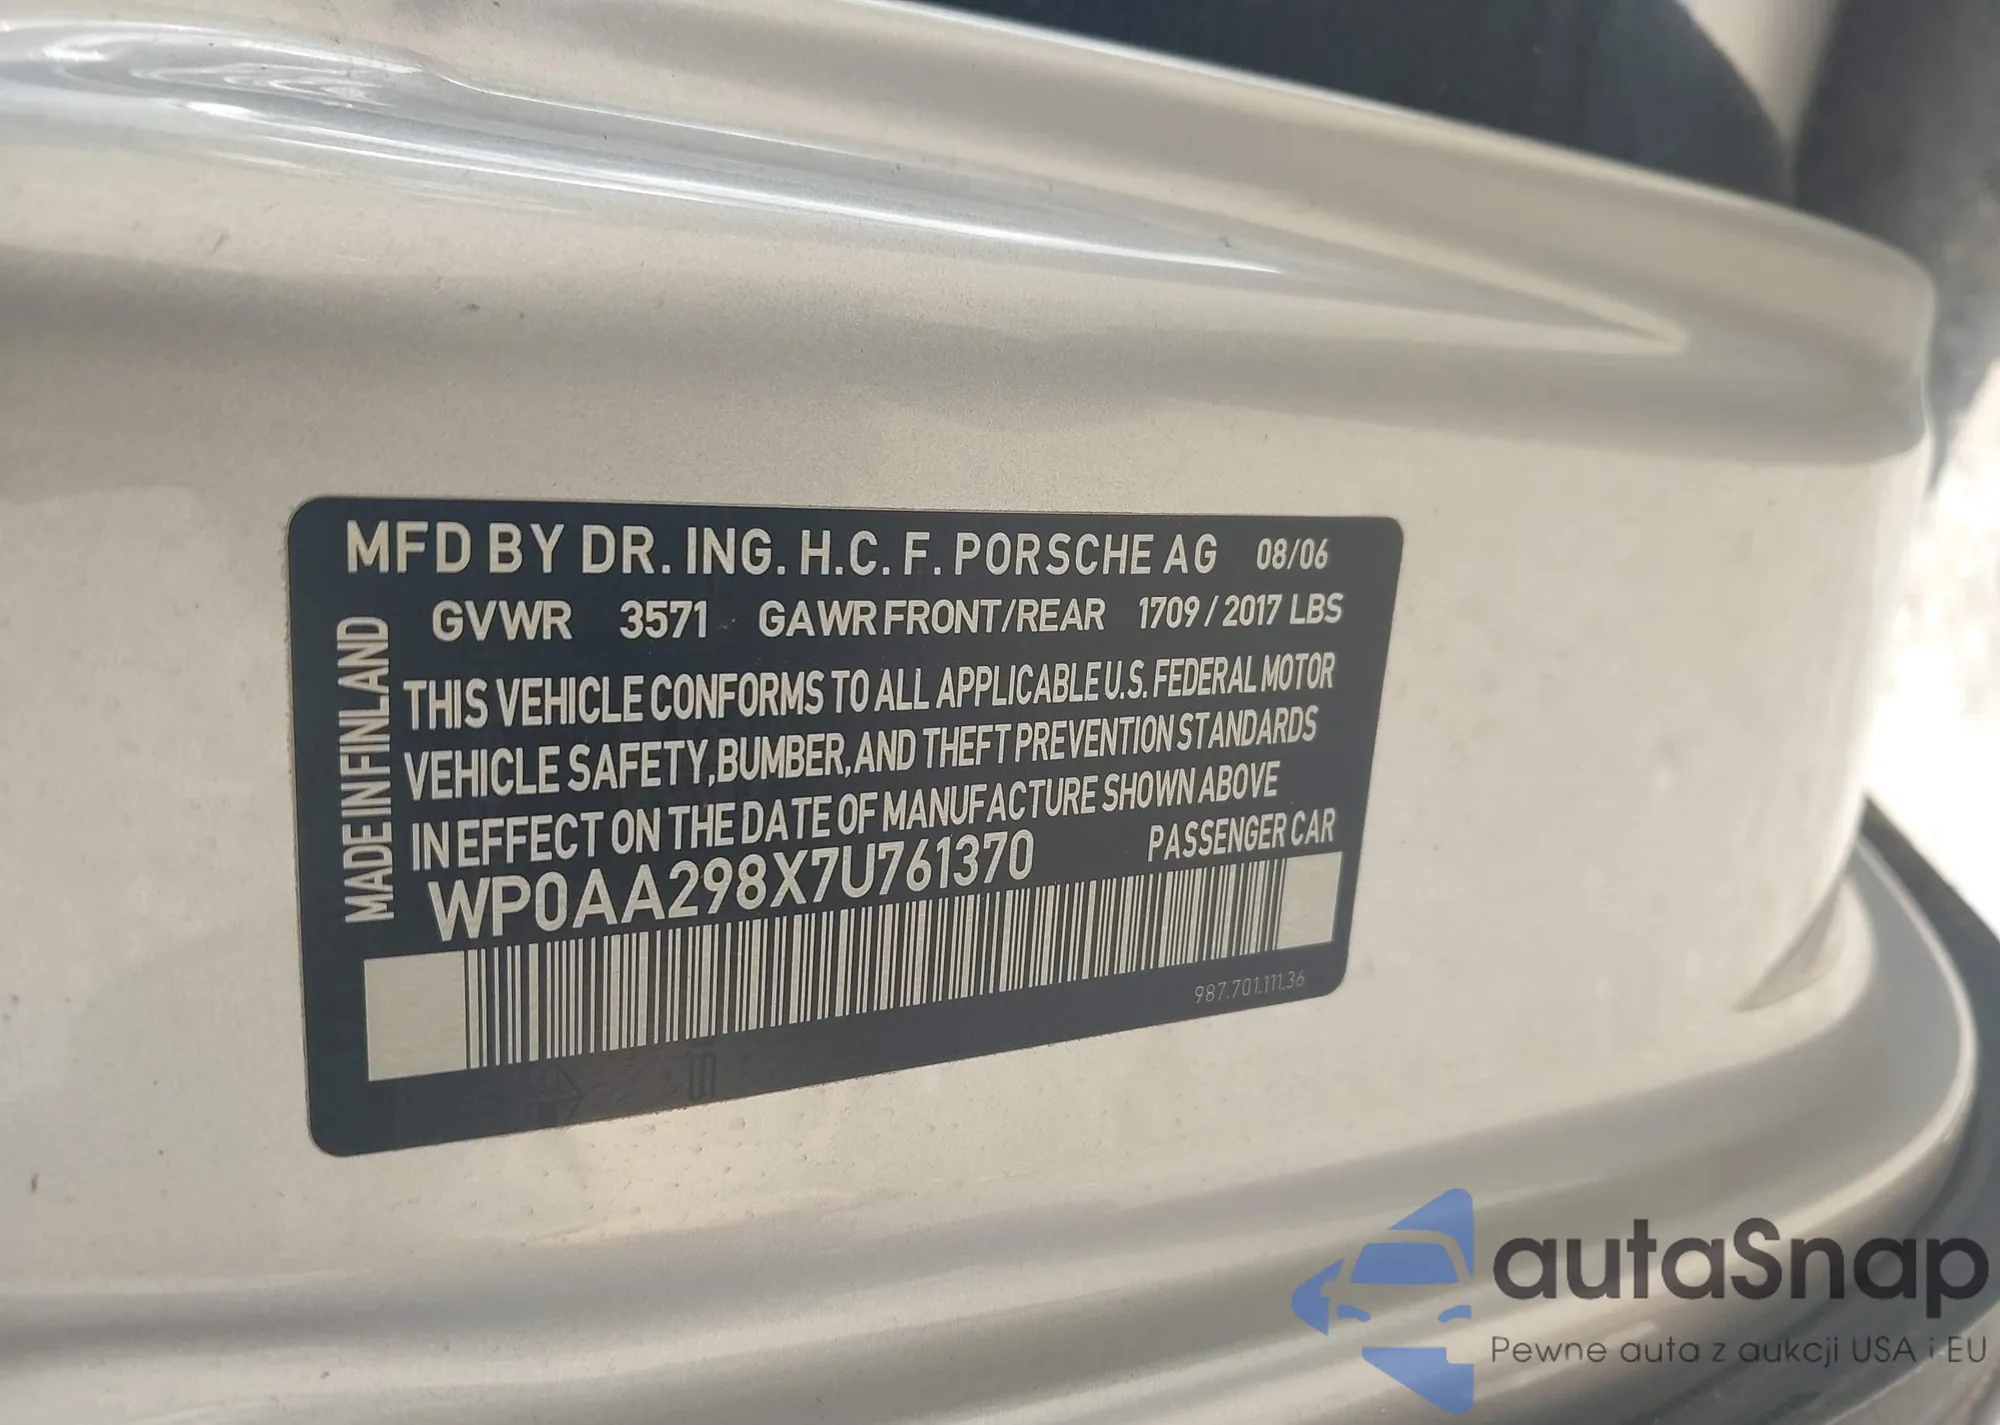 MFD BY DR. ING. H.C. F. PORSCHE AG 08/06
GVWR 3571 GAWR FRONT/REAR 1709 / 2017 LBS
MADE IN FINLAND
THIS VEHICLE CONFORMS TO ALL APPLICABLE U.S. FEDERAL MOTOR
VEHICLE SAFETY, BUMBER, AND THEFT PREVENTION STANDARDS
IN EFFECT ON THE DATE OF MANUFACTURE SHOWN ABOVE
WP0AA298X7U761370 PASSENGER CAR
987.701.111.36
autaSnap
Pewne auta z aukcji USA i EU